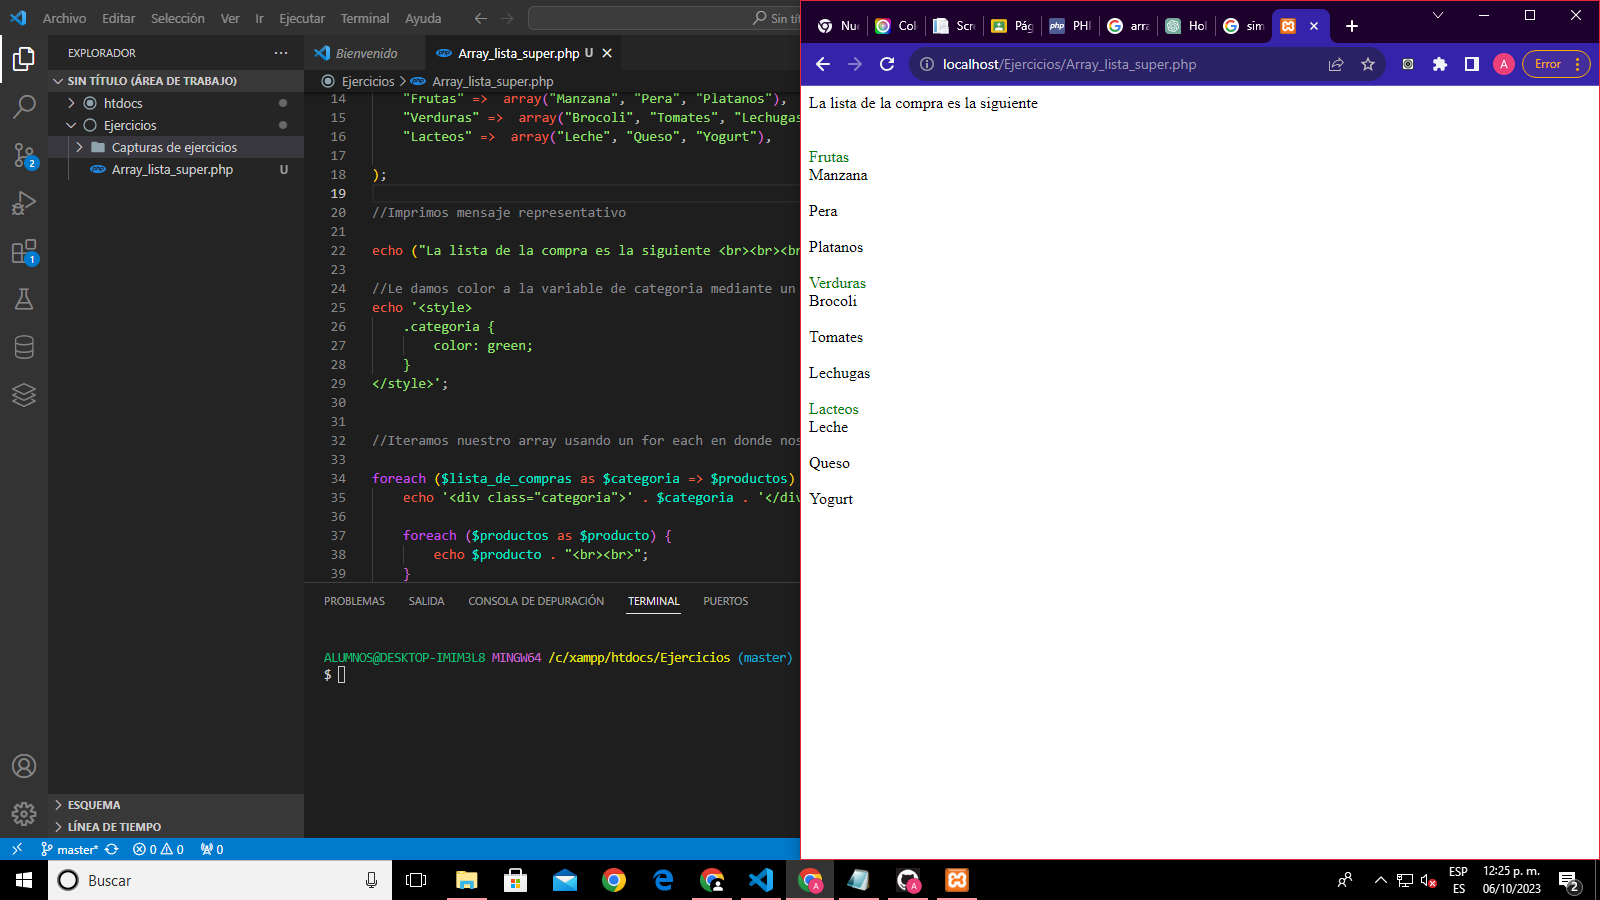 Archivo Editar Selección Ver Ir Ejecutar Terminal Ayuda
EXPLORADOR
SIN TÍTULO (ÁREA DE TRABAJO)
htdocs
Ejercicios
Capturas de ejercicios
Array_lista_super.php U
ESQUEMA
LÍNEA DE TIEMPO
Bienvenido
Array_lista_super.php U
Ejercicios > Array_lista_super.php
14 "Frutas" => array("Manzana", "Pera", "Platanos"),
15 "Verduras" => array("Brocoli", "Tomates", "Lechugas
16 "Lacteos" => array("Leche", "Queso", "Yogurt"),
17
18 );
19
20 //Imprimos mensaje representativo
21
22 echo ("La lista de la compra es la siguiente <br><br><br
23
24 //Le damos color a la variable de categoria mediante un
25 echo '<style>
26 .categoria {
27 color: green;
28 }
29 </style>';
30
31
32 //Iteramos nuestro array usando un for each en donde nos
33
34 foreach ($lista_de_compras as $categoria => $productos)
35 echo '<div class="categoria">' . $categoria . '</div
36
37 foreach ($productos as $producto) {
38 echo $producto . "<br><br>";
39 }
PROBLEMAS SALIDA CONSOLA DE DEPURACIÓN TERMINAL PUERTOS
ALUMNOS@DESKTOP-IMIM3L8 MINGW64 /c/xampp/htdocs/Ejercicios (master)
$
master* 0 0 0
Nue Col Scre Pág PHI arra Hol sim
localhost/Ejercicios/Array_lista_super.php A Error
La lista de la compra es la siguiente
Frutas
Manzana
Pera
Platanos
Verduras
Brocoli
Tomates
Lechugas
Lacteos
Leche
Queso
Yogurt
Buscar
ESP
ES
12:25 p. m.
06/10/2023
2